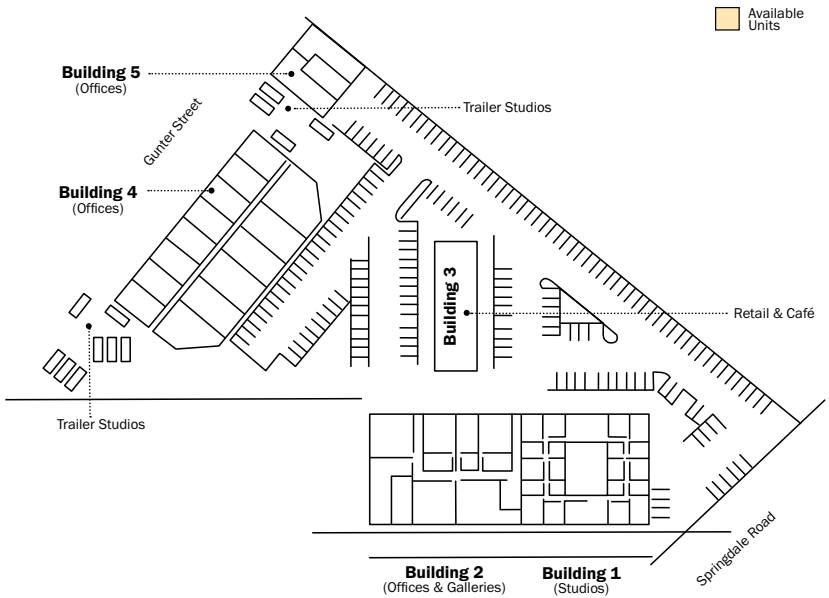 Available
Units
Building 5
(Offices)
Trailer Studios
Gunter Street
Building 4
(Offices)
Building 3
Retail & Café
Trailer Studios
Springdale Road
Building 2
(Offices & Galleries)
Building 1
(Studios)